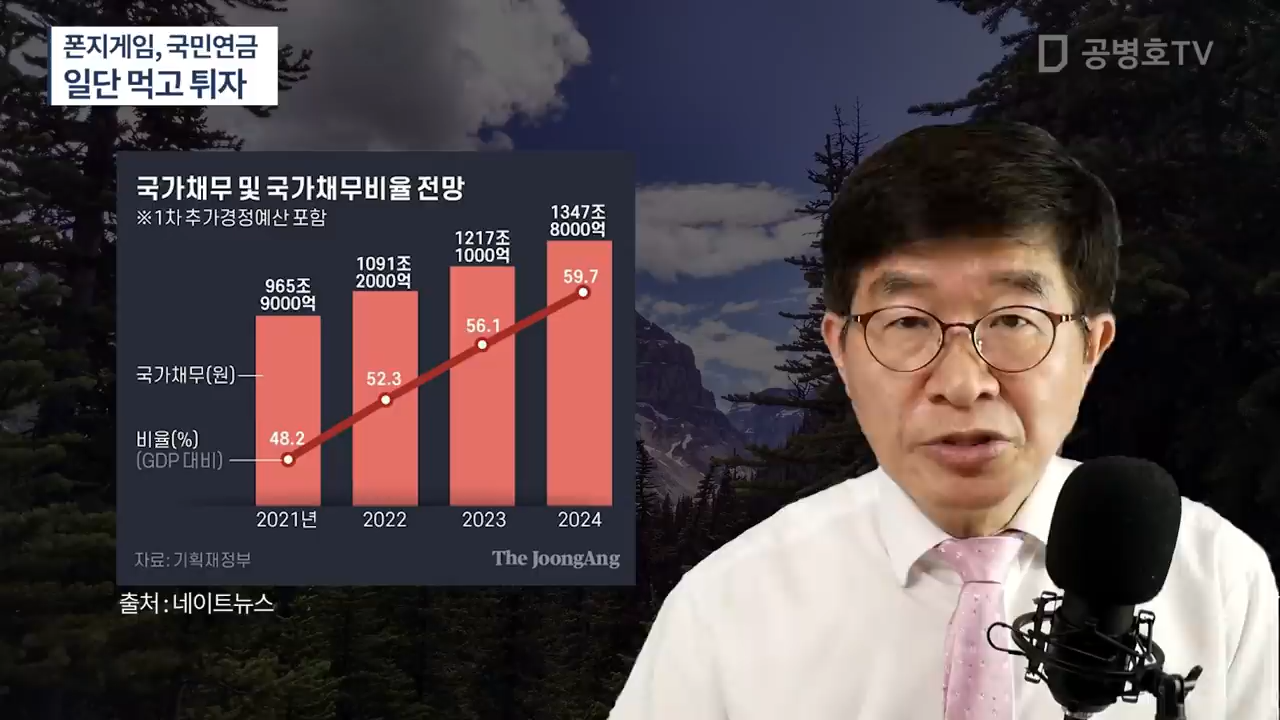 폰지게임, 국민연금
일단 먹고 튀자
공병호TV
국가채무 및 국가채무비율 전망
※1차 추가경정예산 포함
965조
9000억
1091조
2000억
1217조
1000억
1347조
8000억
48.2
52.3
56.1
59.7
국가채무(원)
비율(%)
(GDP 대비)
2021년
2022
2023
2024
자료: 기획재정부
The JoongAng
출처 : 네이트뉴스